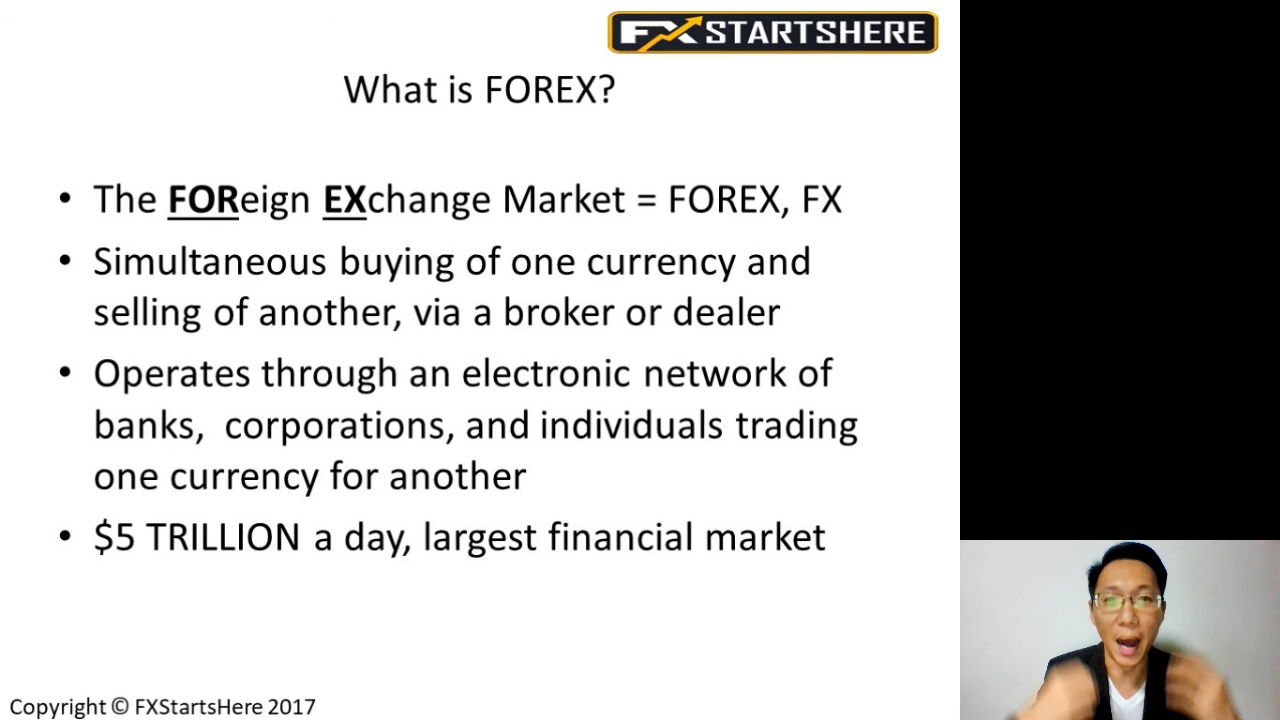 FX STARTSHERE
What is FOREX?
• The FOReign EXchange Market = FOREX, FX
• Simultaneous buying of one currency and
selling of another, via a broker or dealer
• Operates through an electronic network of
banks,  corporations, and individuals trading
one currency for another
• $5 TRILLION a day, largest financial market
Copyright © FXStartsHere 2017